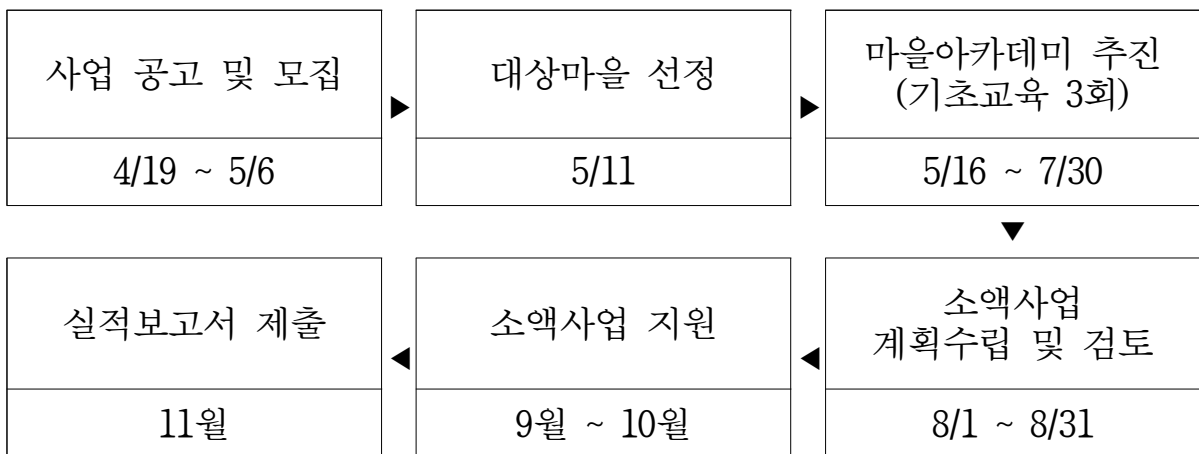 사업 공고 및 모집
4/19 ~ 5/6
▶
대상마을 선정
5/11
▶
마을아카데미 추진
(기초교육 3회)
5/16 ~ 7/30
▼
소액사업
계획수립 및 검토
8/1 ~ 8/31
◀
소액사업 지원
9월 ~ 10월
◀
실적보고서 제출
11월